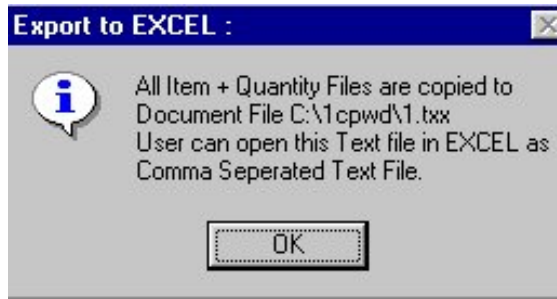 Export to EXCEL :
All Item + Quantity Files are copied to
Document File C:\1cpwd\1.txx
User can open this Text file in EXCEL as
Comma Seperated Text File.
OK